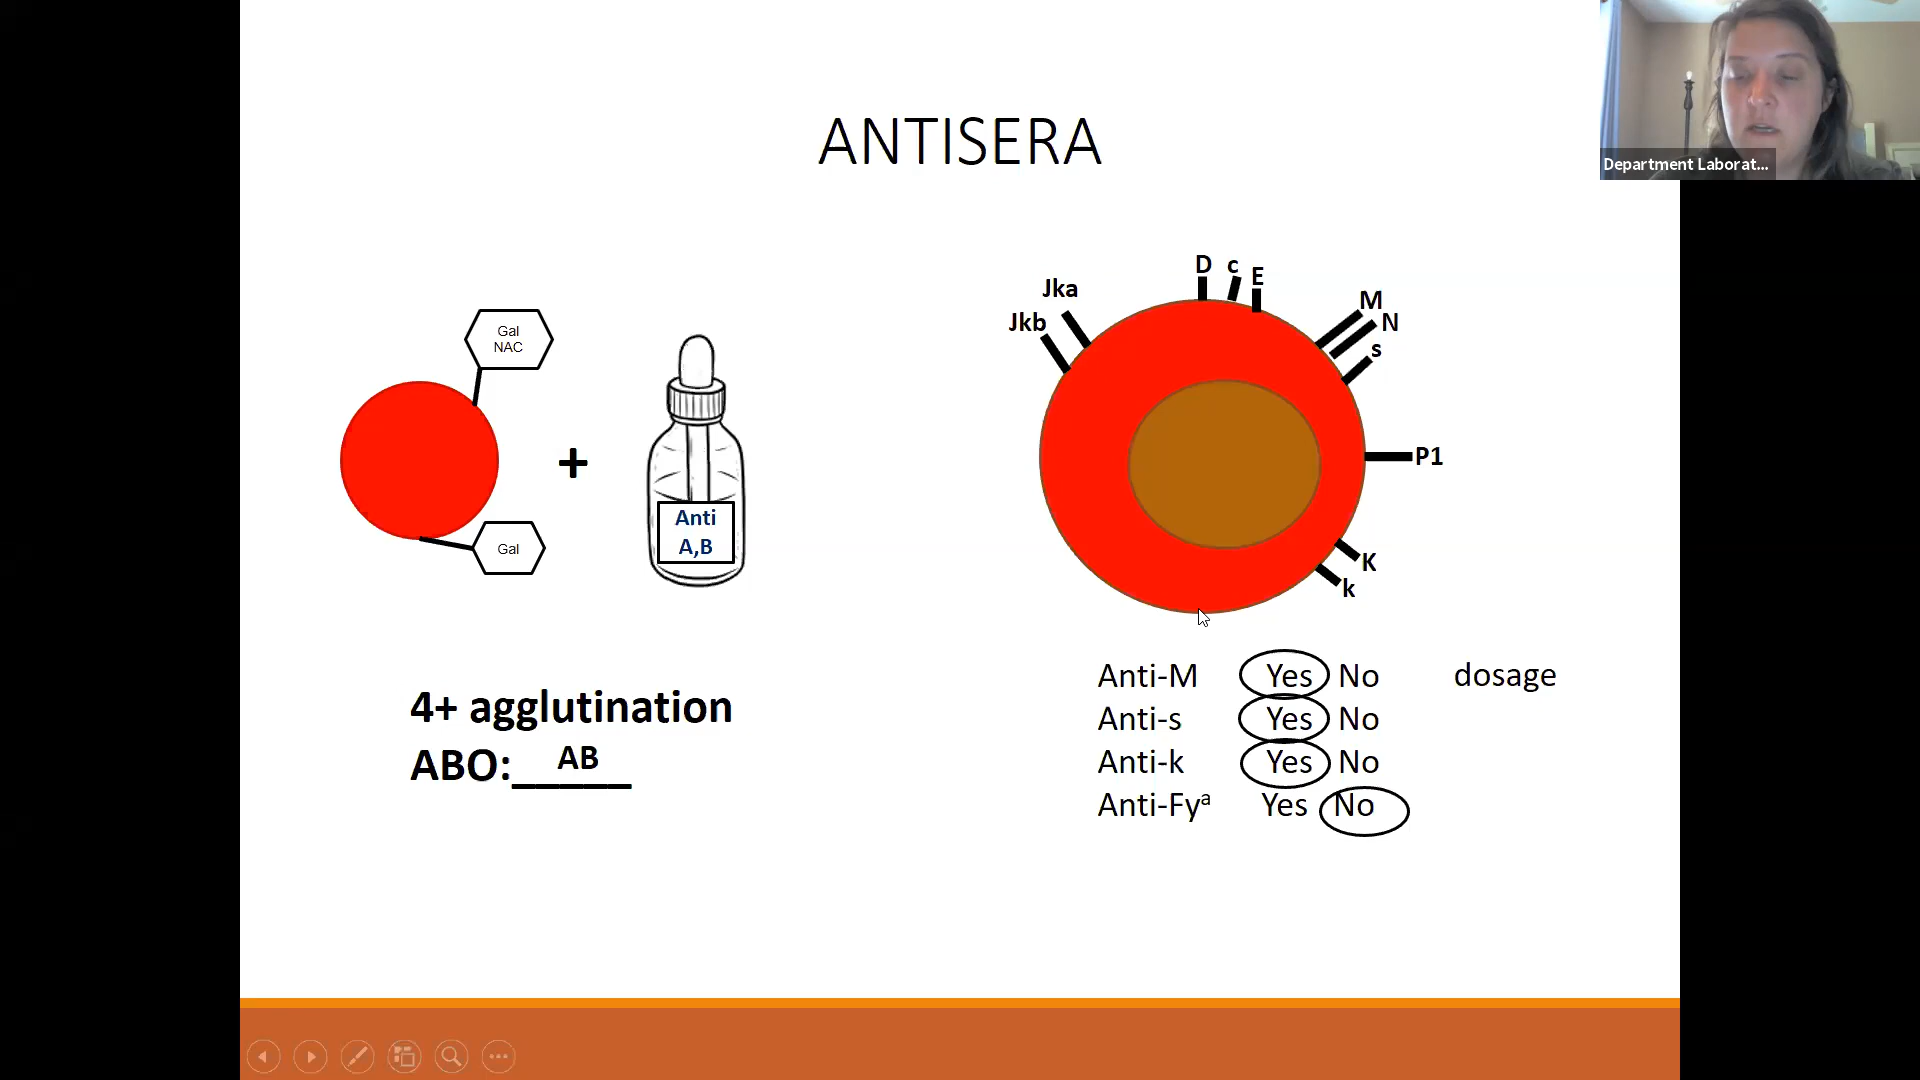 Department Laborat...
ANTISERA
Gal
NAC
Gal
+
Anti
A,B
4+ agglutination
ABO:_____ AB
D c E
Jka
Jkb
M
N
s
P1
K
k
Anti-M Yes No dosage
Anti-s Yes No
Anti-k Yes No
Anti-Fyᵃ Yes No